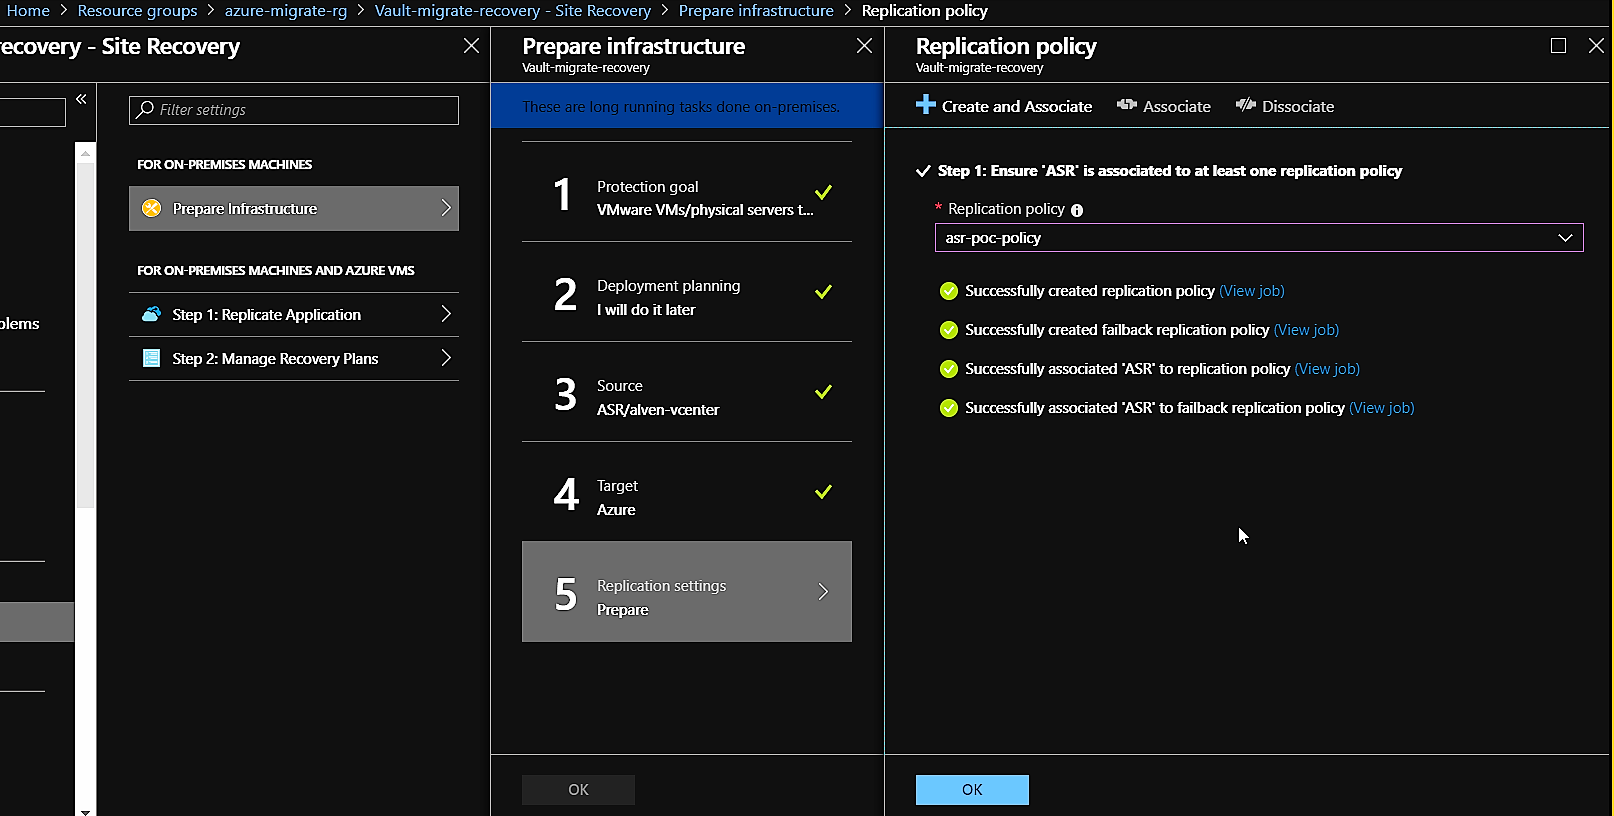 Home > Resource groups > azure-migrate-rg > Vault-migrate-recovery - Site Recovery > Prepare infrastructure > Replication policy
ecovery - Site Recovery
Filter settings
FOR ON-PREMISES MACHINES
Prepare Infrastructure
FOR ON-PREMISES MACHINES AND AZURE VMS
Step 1: Replicate Application
Step 2: Manage Recovery Plans
blems
Prepare infrastructure
Vault-migrate-recovery
These are long running tasks done on-premises.
1
Protection goal
VMware VMs/physical servers t...
2
Deployment planning
I will do it later
3
Source
ASR/alven-vcenter
4
Target
Azure
5
Replication settings
Prepare
OK
Replication policy
Vault-migrate-recovery
Create and Associate
Associate
Dissociate
Step 1: Ensure 'ASR' is associated to at least one replication policy
* Replication policy
asr-poc-policy
Successfully created replication policy (View job)
Successfully created failback replication policy (View job)
Successfully associated 'ASR' to replication policy (View job)
Successfully associated 'ASR' to failback replication policy (View job)
OK